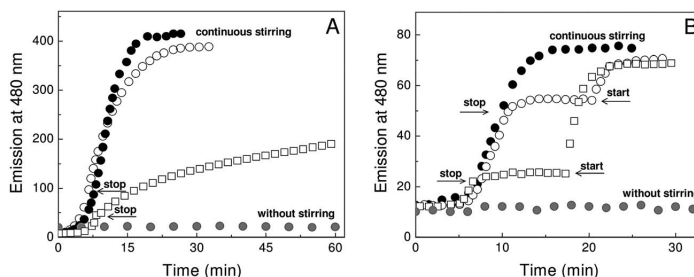 A
continuous stirring
400
300
200
100
0
Emission at 480 nm
stop
stop
without stirring
0 15 30 45 60
Time (min)
B
continuous stirring
80
60
40
20
0
Emission at 480 nm
stop
start
stop
start
without stirring
0 10 20 30
Time (min)